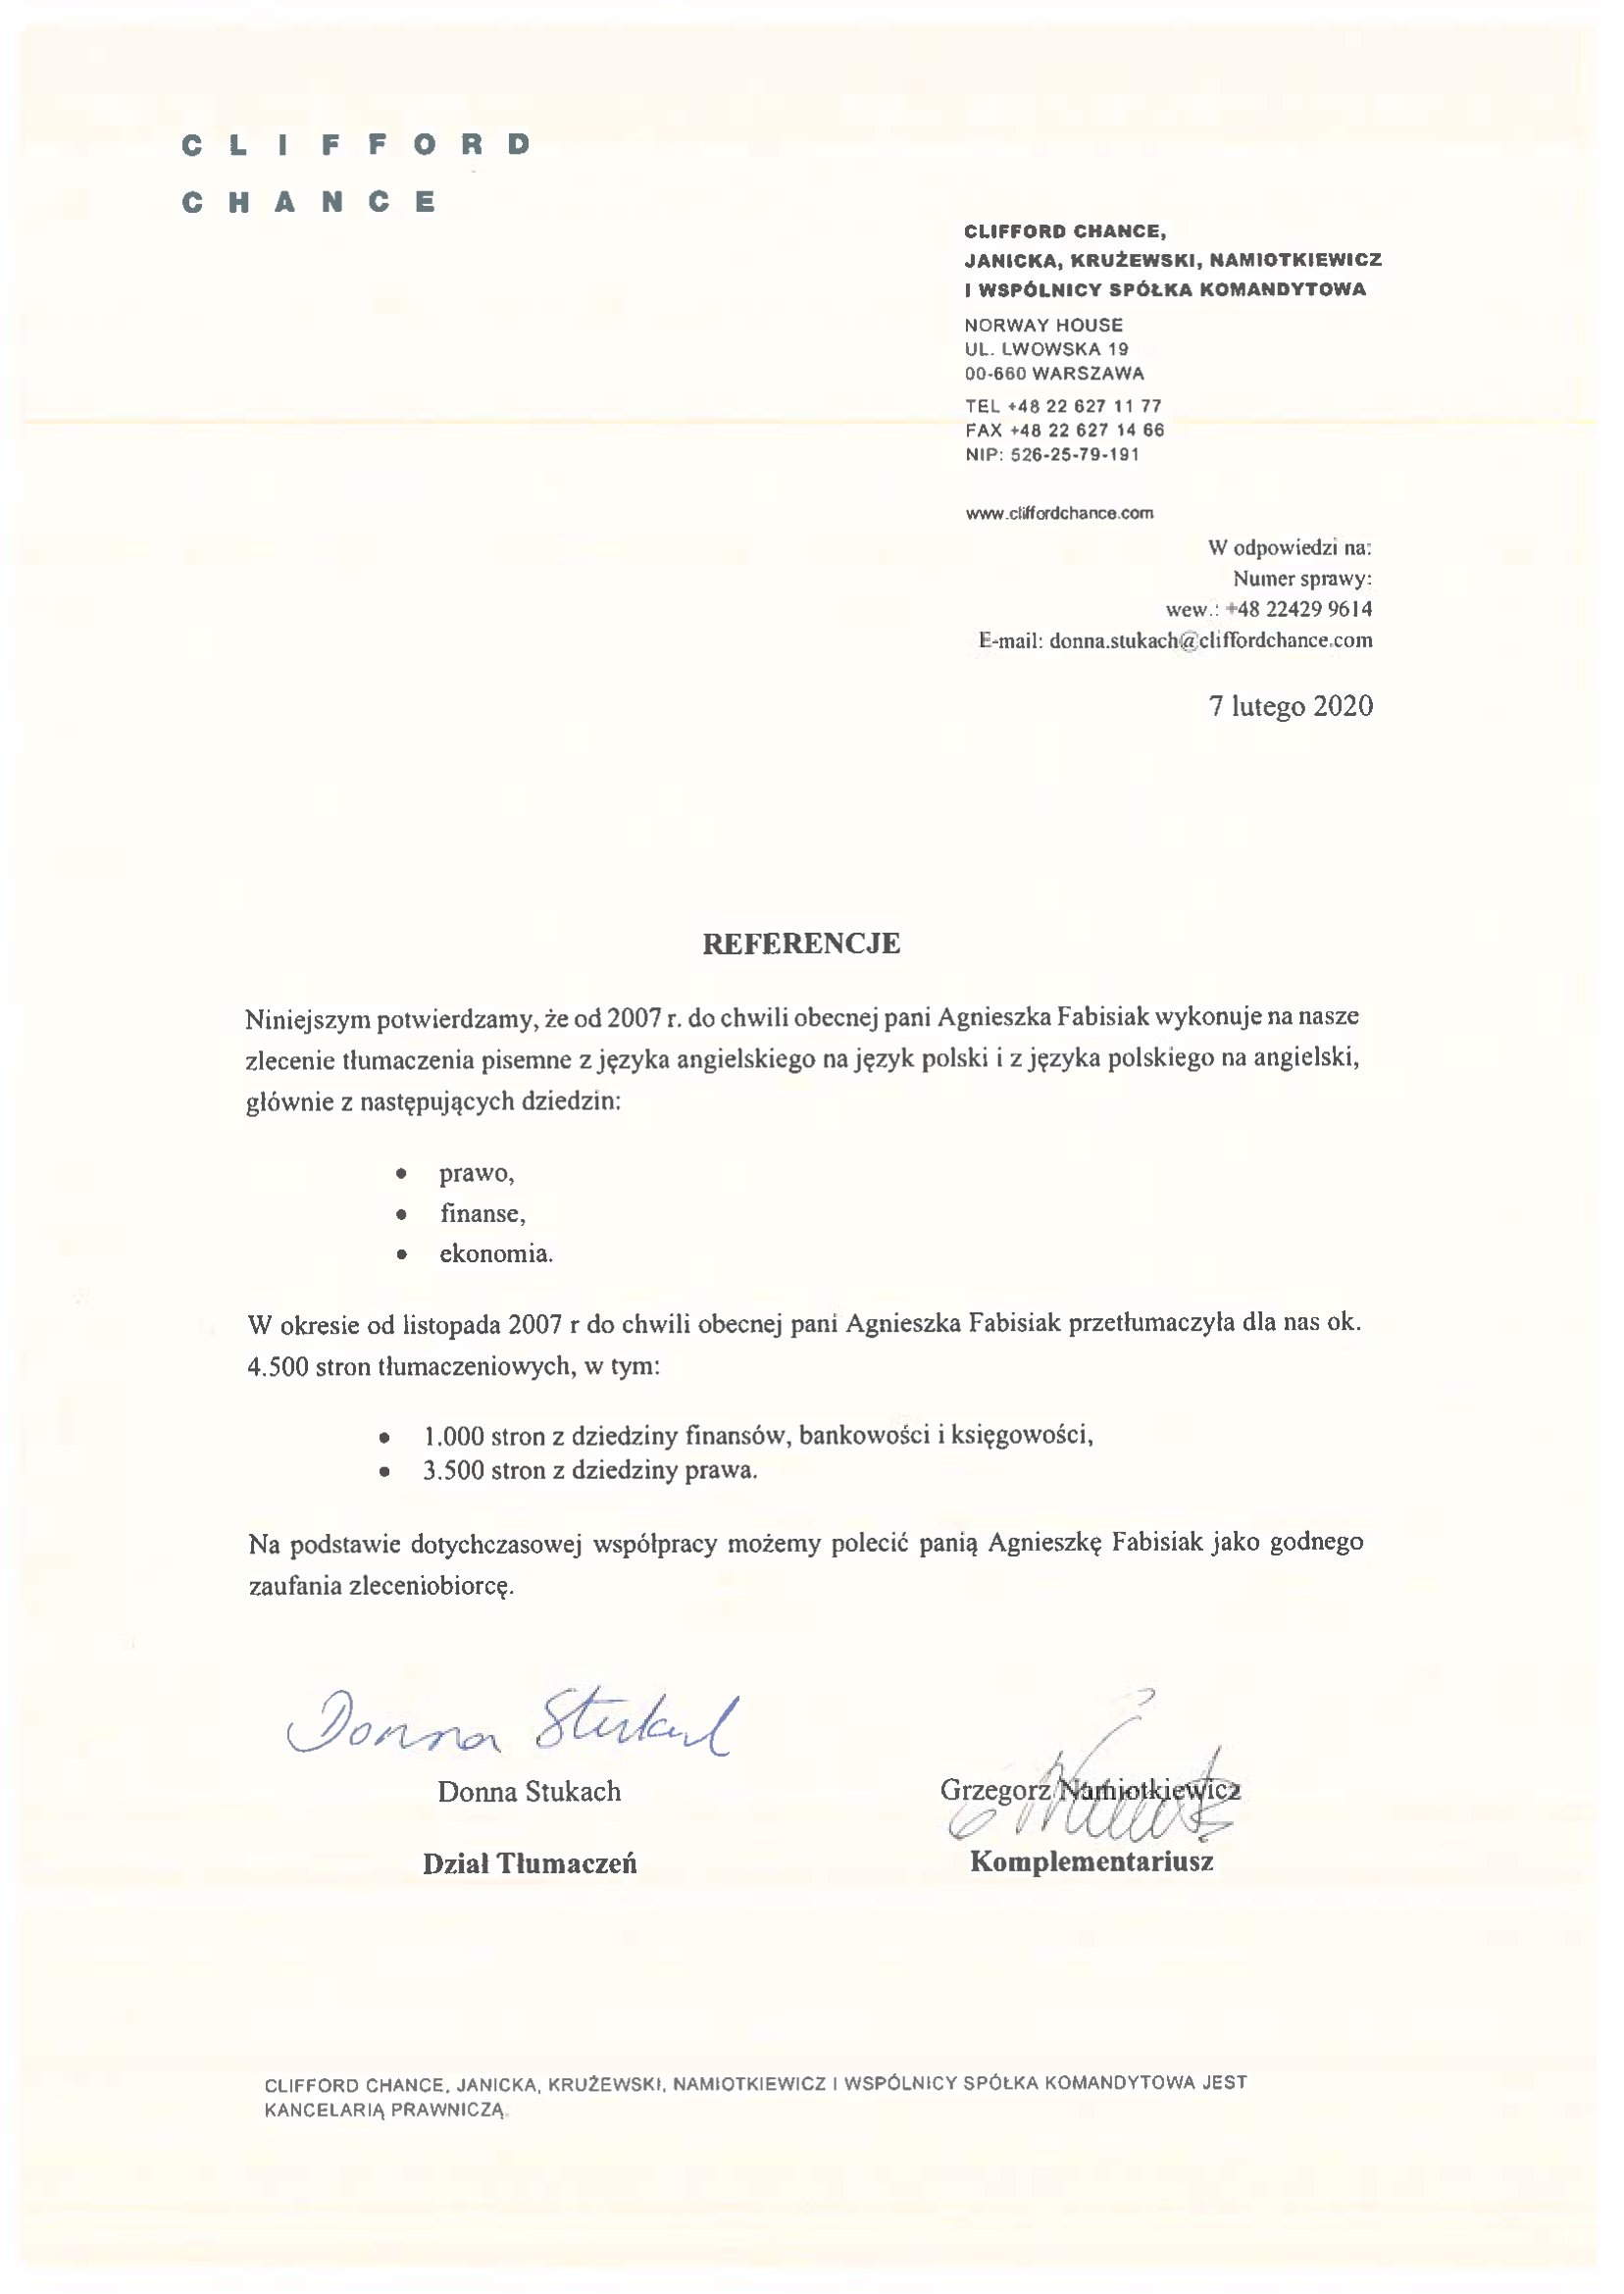 CLIFFORD
CHANCE
CLIFFORD CHANCE,
JANICKA, KRUŻEWSKI, NAMIOTKIEWICZ
I WSPÓLNICY SPÓŁKA KOMANDYTOWA
NORWAY HOUSE
UL. LWOWSKA 19
00-660 WARSZAWA
TEL +48 22 627 11 77
FAX +48 22 627 14 66
NIP: 526-25-79-191
www.cliffordchance.com
W odpowiedzi na:
Numer sprawy:
wew.: +48 22429 9614
E-mail: donna.stukach@cliffordchance.com
7 lutego 2020
REFERENCJE
Niniejszym potwierdzamy, że od 2007 r. do chwili obecnej pani Agnieszka Fabisiak wykonuje na nasze
zlecenie tłumaczenia pisemne z języka angielskiego na język polski i z języka polskiego na angielski,
głównie z następujących dziedzin:
• prawo,
• finanse,
• ekonomia.
W okresie od listopada 2007 r do chwili obecnej pani Agnieszka Fabisiak przetłumaczyła dla nas ok.
4.500 stron tłumaczeniowych, w tym:
• 1.000 stron z dziedziny finansów, bankowości i księgowości,
• 3.500 stron z dziedziny prawa.
Na podstawie dotychczasowej współpracy możemy polecić panią Agnieszkę Fabisiak jako godnego
zaufania zleceniobiorcę.
Donna Stukach
Donna Stukach
Grzegorz Namiotkiewicz
Dział Tłumaczeń
Komplementariusz
CLIFFORD CHANCE, JANICKA, KRUŻEWSKI, NAMIOTKIEWICZ I WSPÓLNICY SPÓŁKA KOMANDYTOWA JEST
KANCELARIĄ PRAWNICZĄ.